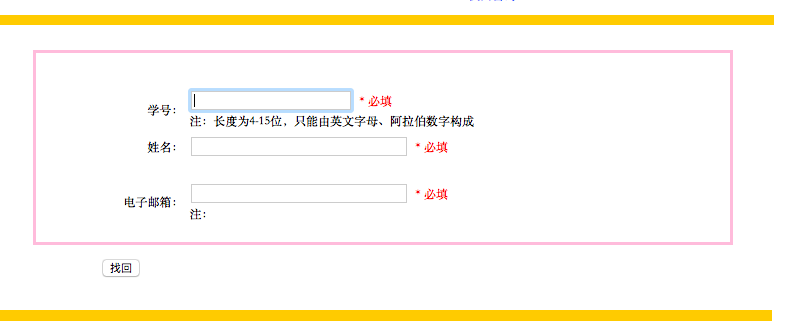 学号： * 必填
注：长度为4-15位，只能由英文字母、阿拉伯数字构成
姓名： * 必填
电子邮箱： * 必填
注：
找回